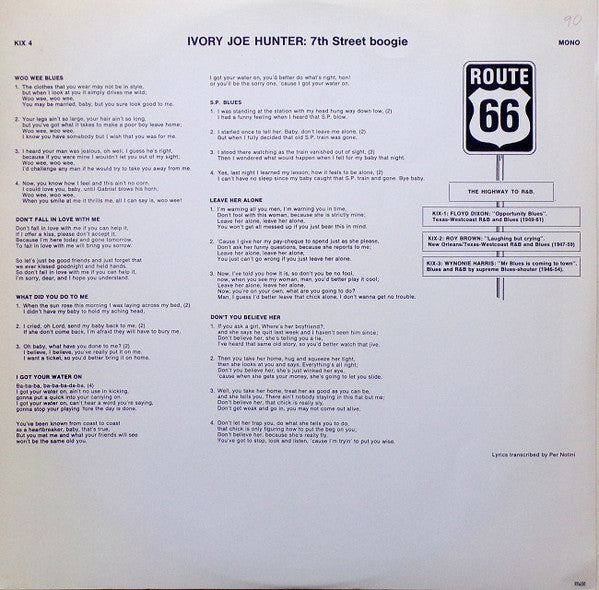 90
KIX 4
IVORY JOE HUNTER: 7th Street boogie
MONO
WOO WEE BLUES
1. The clothes that you wear may not be in style,
but when I look at you it simply drives me wild,
Woo wee, woo wee,
You may be married, baby, but you sure look good to me.
2. Your legs ain't so large, your hair ain't so long,
but you've got what it takes to make a poor boy leave home;
Woo wee, woo wee,
I know you have somebody but I wish that you was for me.
3. I heard your man was jealous, oh well, I guess he's right,
because if you were mine I wouldn't let you out of my sight;
Woo wee, woo wee,
I'd challenge any man if he would try to take you away from me.
4. Now, you know how I feel and this ain't no corn,
I could love you, baby, until Gabriel blows his horn;
Woo wee, woo wee,
When you smile at me it thrills me, all I can say is, woo wee!
DON'T FALL IN LOVE WITH ME
Don't fall in love with me if you can help it,
If I offer a kiss, please don't accept it.
Because I'm here today and gone tomorrow,
To fall in love with me will bring you sorrow.
So let's just be good friends and just forget that
we ever kissed goodnight and held hands.
So don't fall in love with me if you can help it,
I'm sorry, dear, and I hope you understand.
WHAT DID YOU DO TO ME
1. When the sun rose this morning I was laying across my bed, (2)
I didn't have my baby to hold my aching head,
2. I cried, oh Lord, send my baby back to me, (2)
If she don't come back, I'm afraid they will have to bury me.
3. Oh baby, what have you done to me? (2)
I believe, I believe, you've really put it on me.
I want a ticket, so you'd better bring it on home.
I GOT YOUR WATER ON
Ba-ba-ba, ba-ba-ba-da-ba, (4)
I got your water on, ain't no use in kicking,
gonna put a quick into your carrying on.
I got your water on, can't hear a word you're saying,
gonna stop your playing 'fore the day is done.
You've been known from coast to coast
as a heartbreaker, baby, that's true,
But you met me and what your friends will see
won't be the same old you.
I got your water on, you'd better do what's right, hon!
or you'll be the sorry one, 'cause I got your water on.
S.P. BLUES
1. I was standing at the station with my head hung way down low, (2)
I had a funny feeling when I heard that S.P. blow.
2. I started once to tell her. Baby, don't leave me alone, (2)
But when I fully decided that old S.P. train was gone.
3. I stood there watching as the train vanished out of sight, (2)
Then I wondered what would happen when I fell for my baby that night.
4. Yes, last night I learned my lesson, how it feels to be alone, (2)
I can't have no sleep since my baby caught that S.P. train and gone. Bye baby.
LEAVE HER ALONE
1. I'm warning all you men, I'm warning you in time,
Don't fool with this woman, because she is strictly mine;
Leave her alone, leave her alone,
You won't get all messed up if you just bear this in mind.
2. 'Cause I give her my pay-cheque to spend just as she please,
Don't ask her funny questions, because she reports to me;
Leave her alone, leave her alone,
You just can't go wrong if you just leave her alone.
3. Now, I've told you how it is, so don't you be no fool,
now, when you see my woman, man, you'd better play it cool;
Leave her alone, leave her alone,
Now, you're on your own, what are you going to do?
Man, I guess I'd better leave that chick alone, I don't wanna get no trouble.
DON'T YOU BELIEVE HER
1. If you ask a girl, Where's her boyfriend?,
and she says he quit last week and I haven't seen him since;
Don't believe her, she's telling you a lie,
I've heard that same old story, so you'd better watch that jive.
2. Then you take her home, hug and squeeze her tight,
then she looks at you and says, Everything's all right;
Don't you believe her, she's just winked her eye,
'cause when she gets your money, she's going to let you slide.
3. Well, you take her home, treat her as good as you can be,
and she tells you, There ain't nobody staying in this flat but me;
Don't believe her, that chick is really sly,
Don't get weak and go in, you may not come out alive.
4. Don't let her trap you, do what she tells you to do,
that chick is only figuring how to put the bog on you;
Don't believe her, because she's really fly,
You've got to stop, look and listen, 'cause I'm tryin' to put you wise.
ROUTE
66
THE HIGHWAY TO R&B.
KIX-1: FLOYD DIXON: "Opportunity Blues".
Texas-Westcoast R&B and Blues (1949-61)
KIX-2: ROY BROWN: "Laughing but crying".
New Orleans/Texas-Westcoast R&B and Blues (1947-59)
KIX-3: WYNONIE HARRIS: "Mr Blues is coming to town".
Blues and R&B by supreme Blues-shouter (1946-54).
Lyrics transcribed by Per Notini